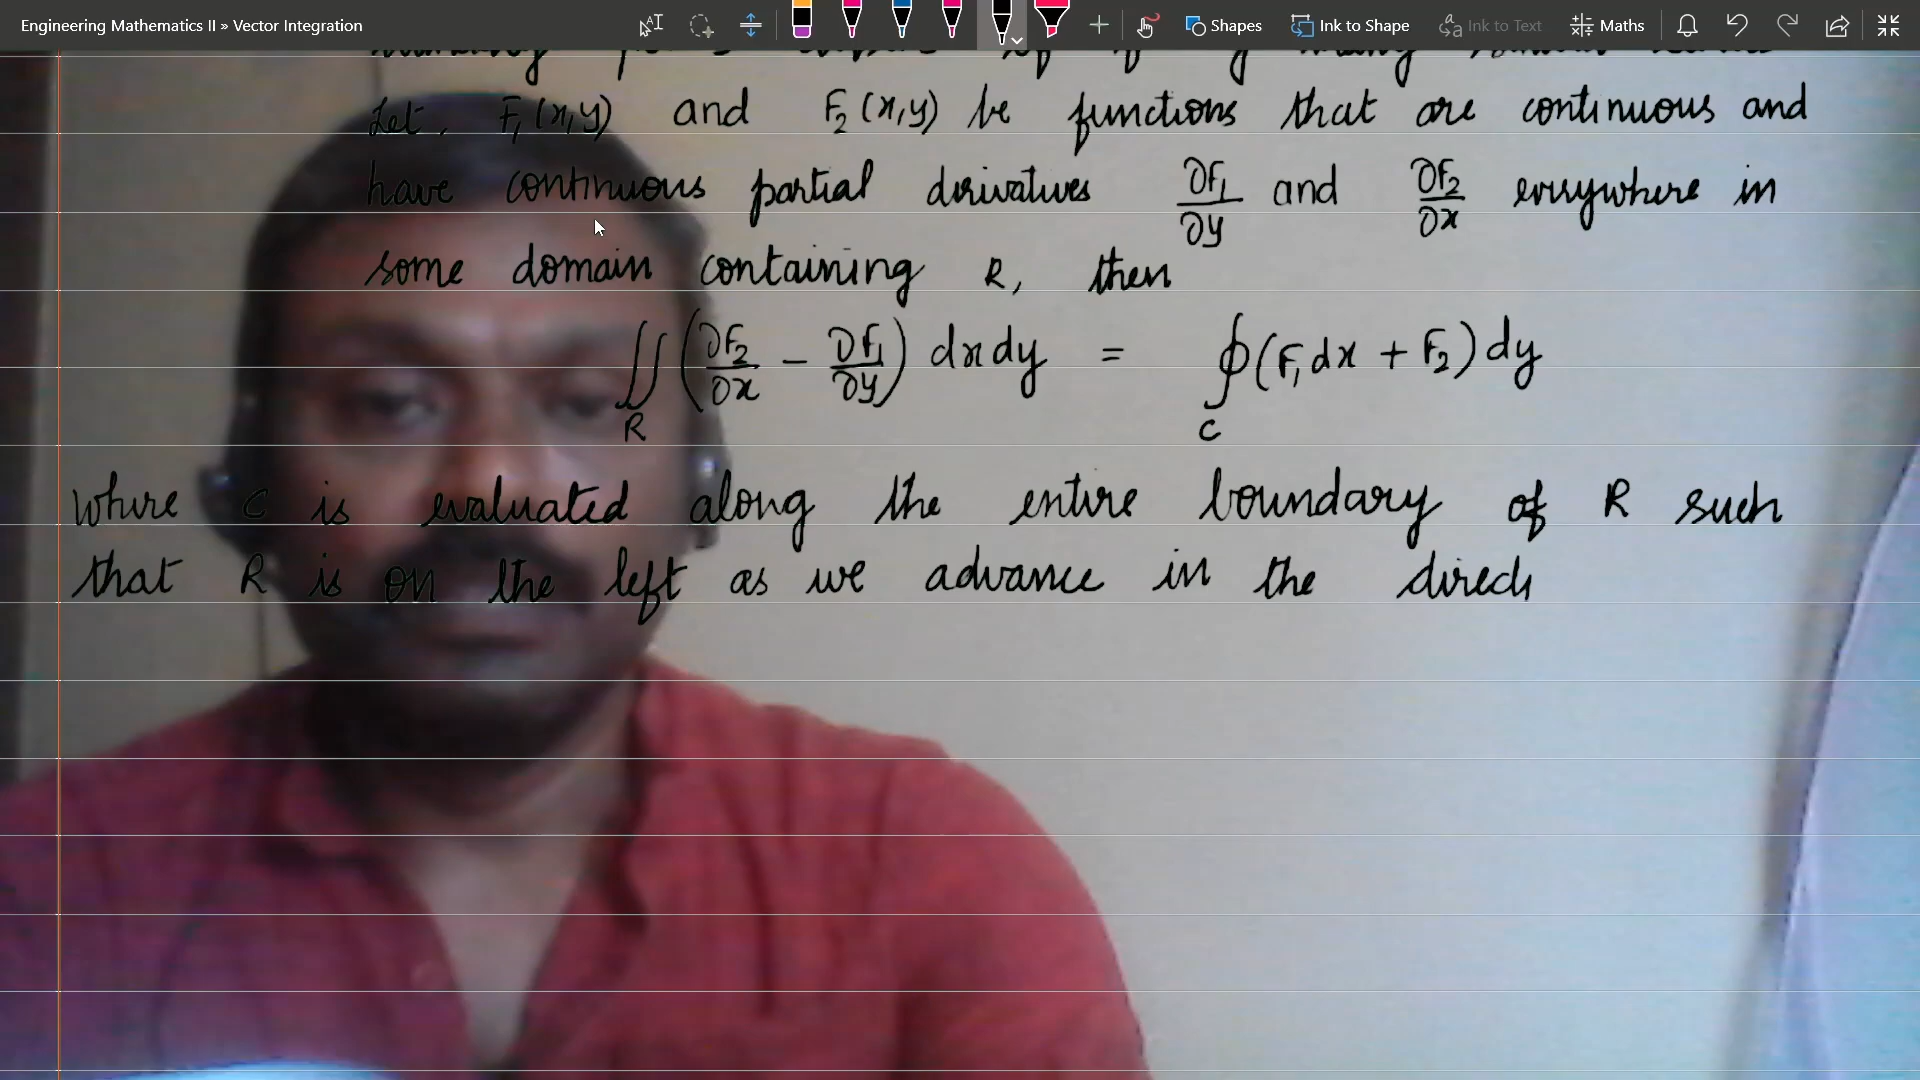 Engineering Mathematics II » Vector Integration
Shapes Ink to Shape Ink to Text Maths
Let, F₁(x,y) and F₂(x,y) be functions that are continuous and
have continuous partial derivatives ∂F₁/∂y and ∂F₂/∂x everywhere in
some domain containing R, then
∬_R (∂F₂/∂x − ∂F₁/∂y) dxdy = ∮_C (F₁dx + F₂) dy
where C is evaluated along the entire boundary of R such
that R is on the left as we advance in the direct